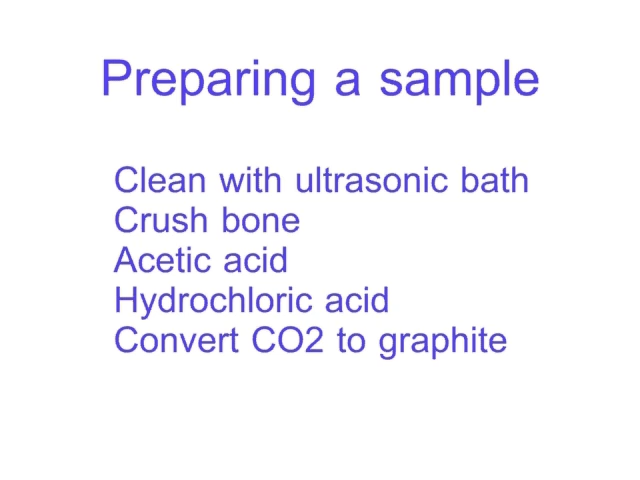 Preparing a sample
Clean with ultrasonic bath
Crush bone
Acetic acid
Hydrochloric acid
Convert CO2 to graphite